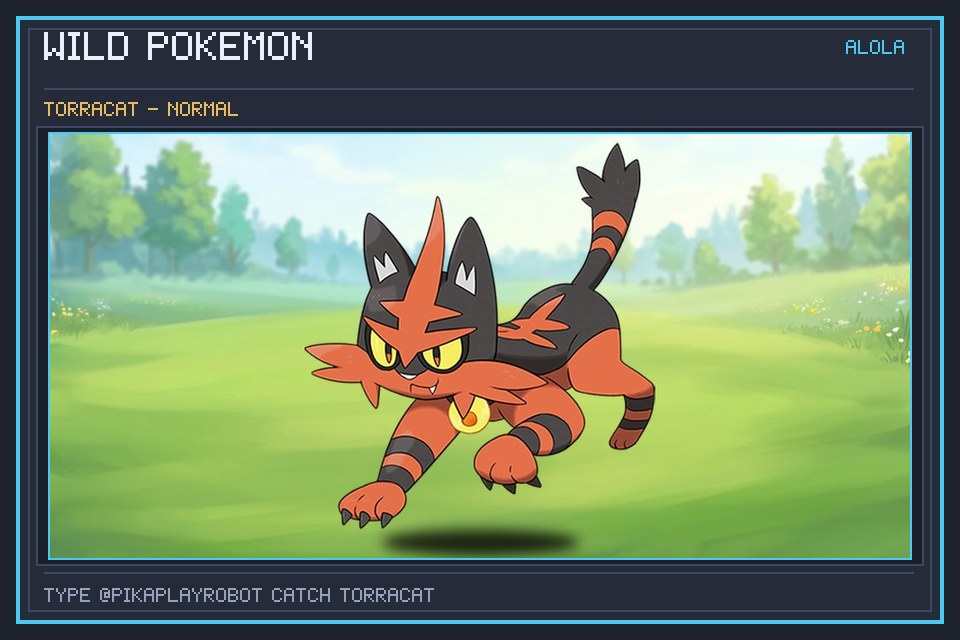 WILD POKEMON
ALOLA
TORRACAT - NORMAL
TYPE @PIKAPLAYROBOT CATCH TORRACAT